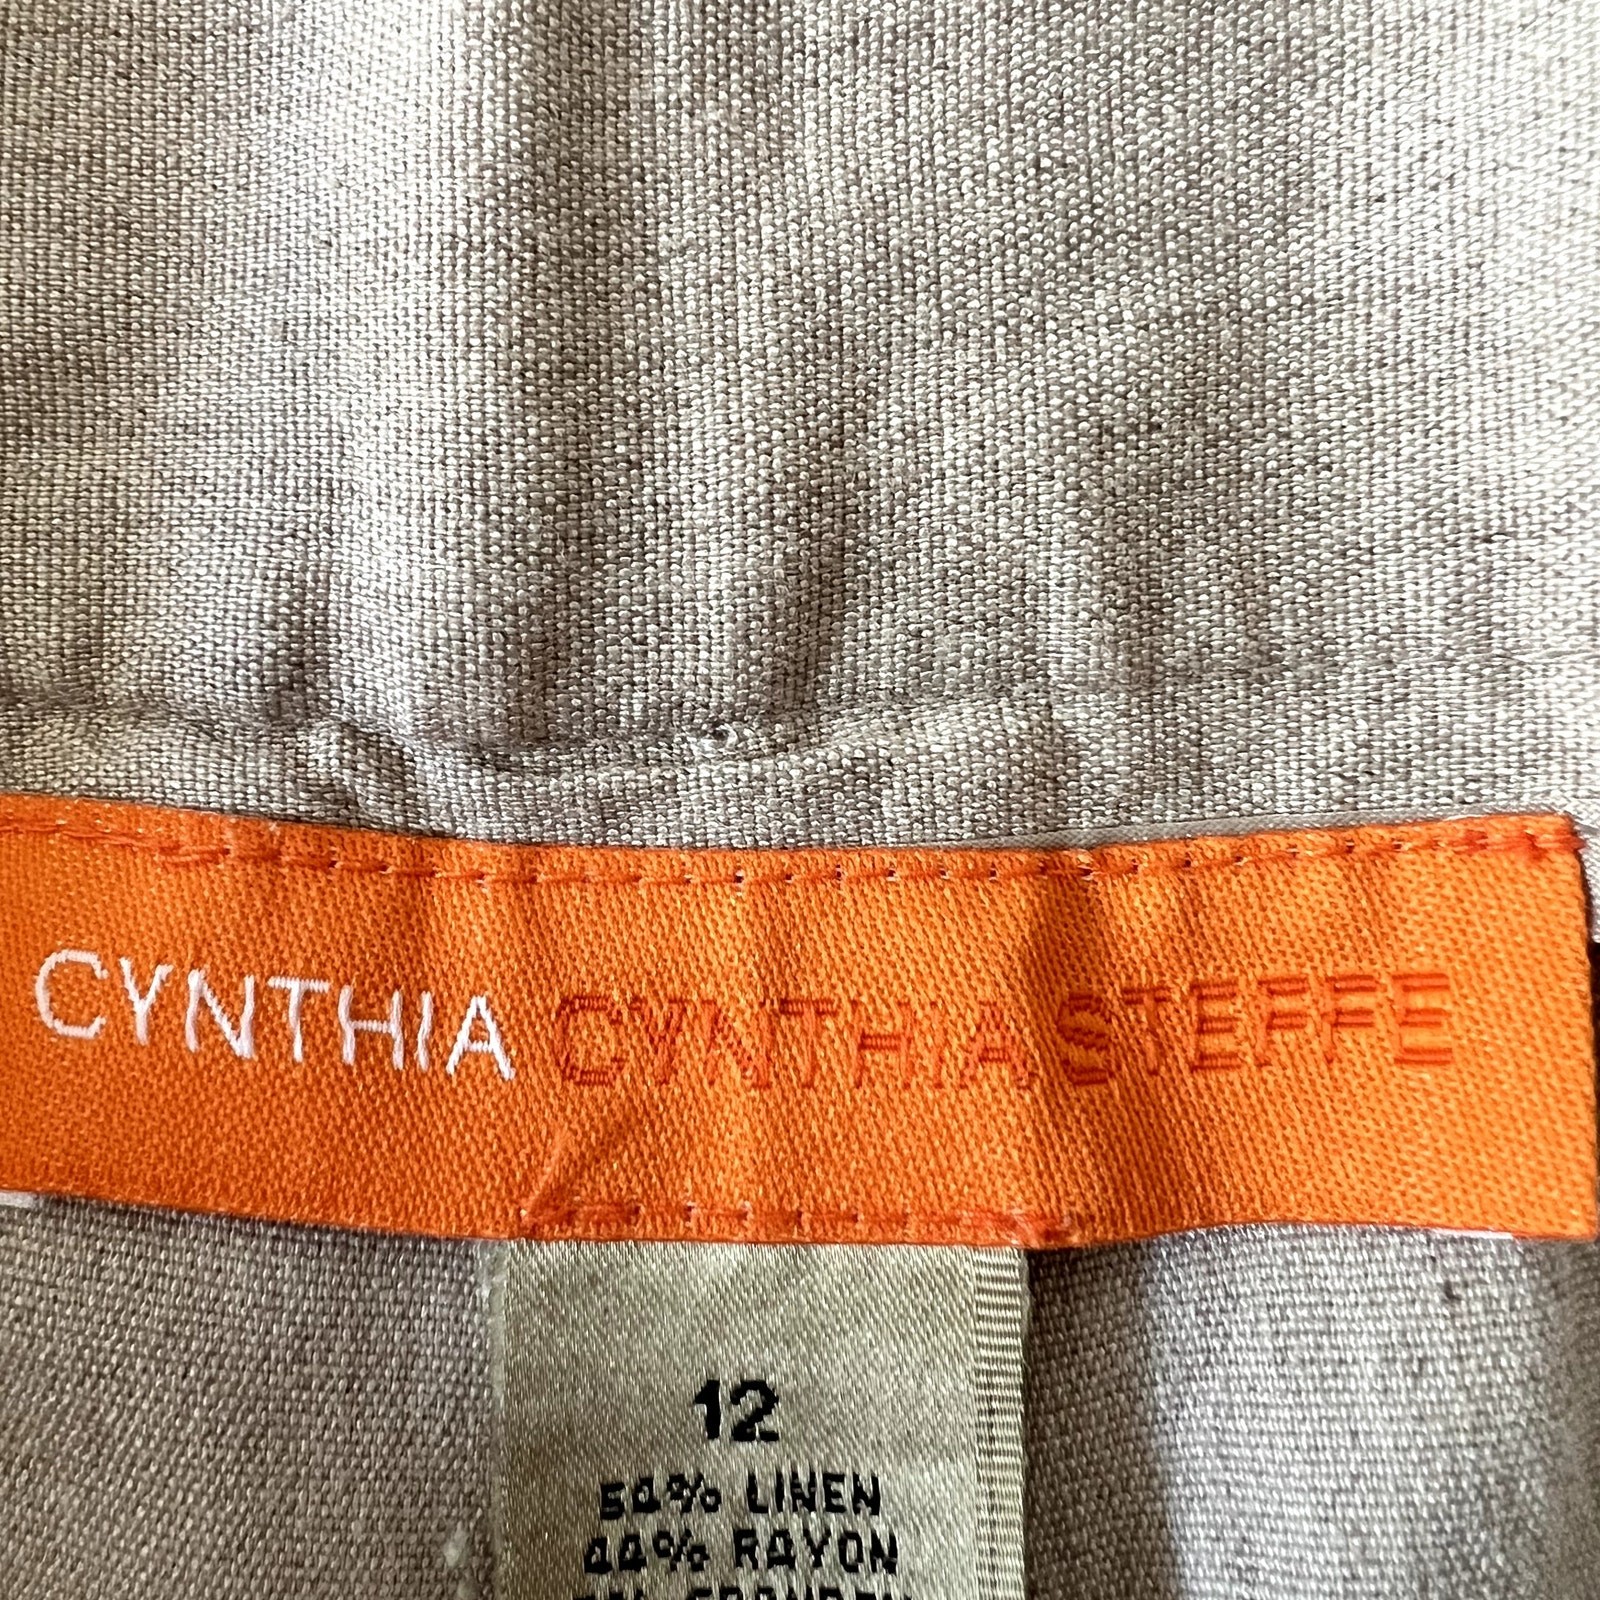 CYNTHIA CYNTHIA STEFFE
12
54% LINEN
44% RAYON